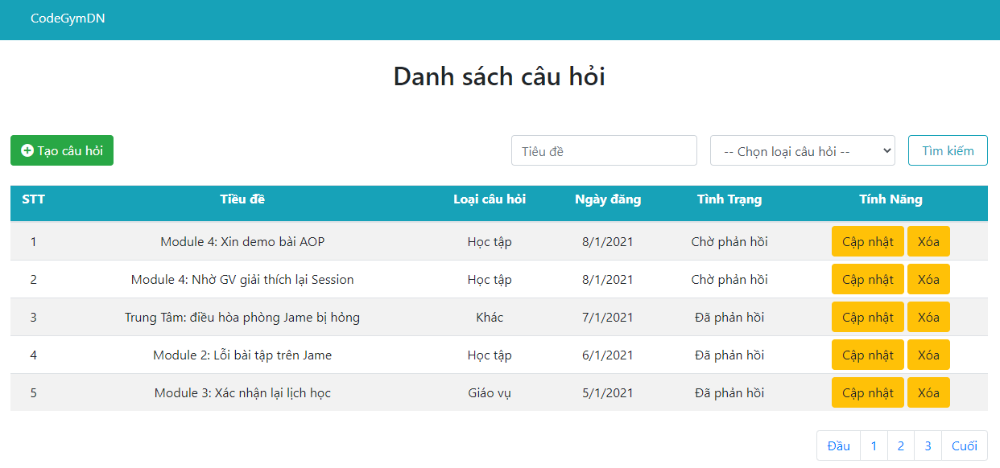 CodeGymDN
Danh sách câu hỏi
Tạo câu hỏi Tiêu đề -- Chọn loại câu hỏi -- Tìm kiếm
STT Tiều đề Loại câu hỏi Ngày đăng Tình Trạng Tính Năng
1 Module 4: Xin demo bài AOP Học tập 8/1/2021 Chờ phản hồi Cập nhật Xóa
2 Module 4: Nhờ GV giải thích lại Session Học tập 8/1/2021 Chờ phản hồi Cập nhật Xóa
3 Trung Tâm: điều hòa phòng Jame bị hỏng Khác 7/1/2021 Đã phản hồi Cập nhật Xóa
4 Module 2: Lỗi bài tập trên Jame Học tập 6/1/2021 Đã phản hồi Cập nhật Xóa
5 Module 3: Xác nhận lại lịch học Giáo vụ 5/1/2021 Đã phản hồi Cập nhật Xóa
Đầu 1 2 3 Cuối